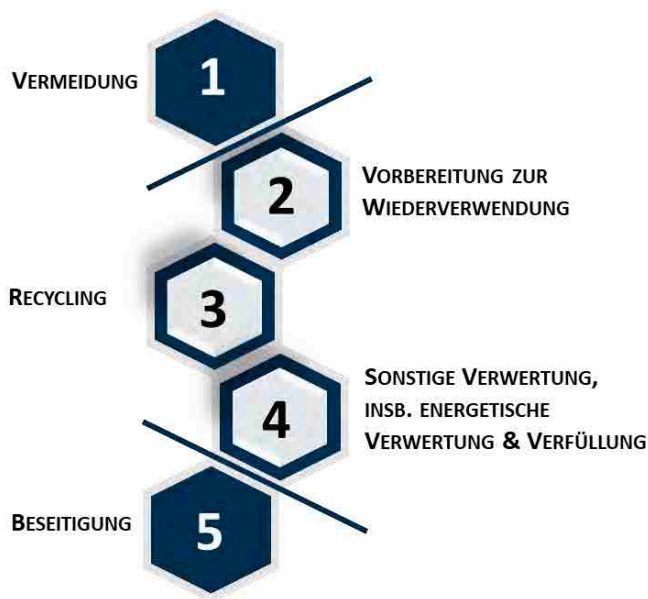 VERMEIDUNG
1
2
VORBEREITUNG ZUR
WIEDERVERWENDUNG
RECYCLING
3
4
SONSTIGE VERWERTUNG,
INSB. ENERGETISCHE
VERWERTUNG & VERFÜLLUNG
BESEITIGUNG
5